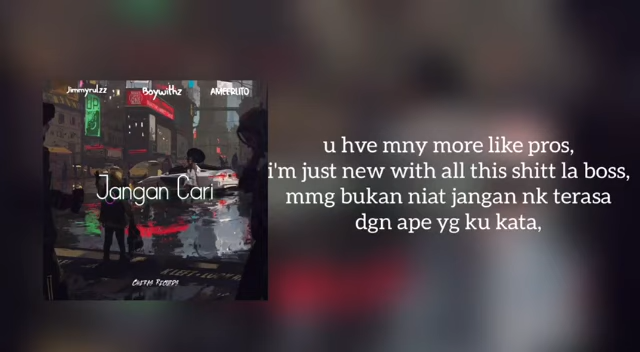 Jimmyrulzz Boywithz AMEERLITO
Jangan Cari
u hve mny more like pros,
i'm just new with all this shitt la boss,
mmg bukan niat jangan nk terasa
dgn ape yg ku kata,